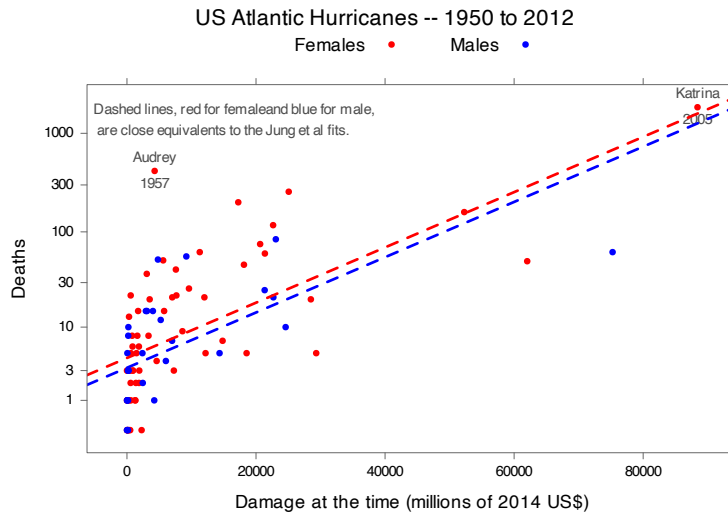 US Atlantic Hurricanes -- 1950 to 2012
Females Males
Dashed lines, red for femaleand blue for male,
are close equivalents to the Jung et al fits.
Katrina
2005
Audrey
1957
Deaths
1000
300
100
30
10
3
1
0 20000 40000 60000 80000
Damage at the time (millions of 2014 US$)